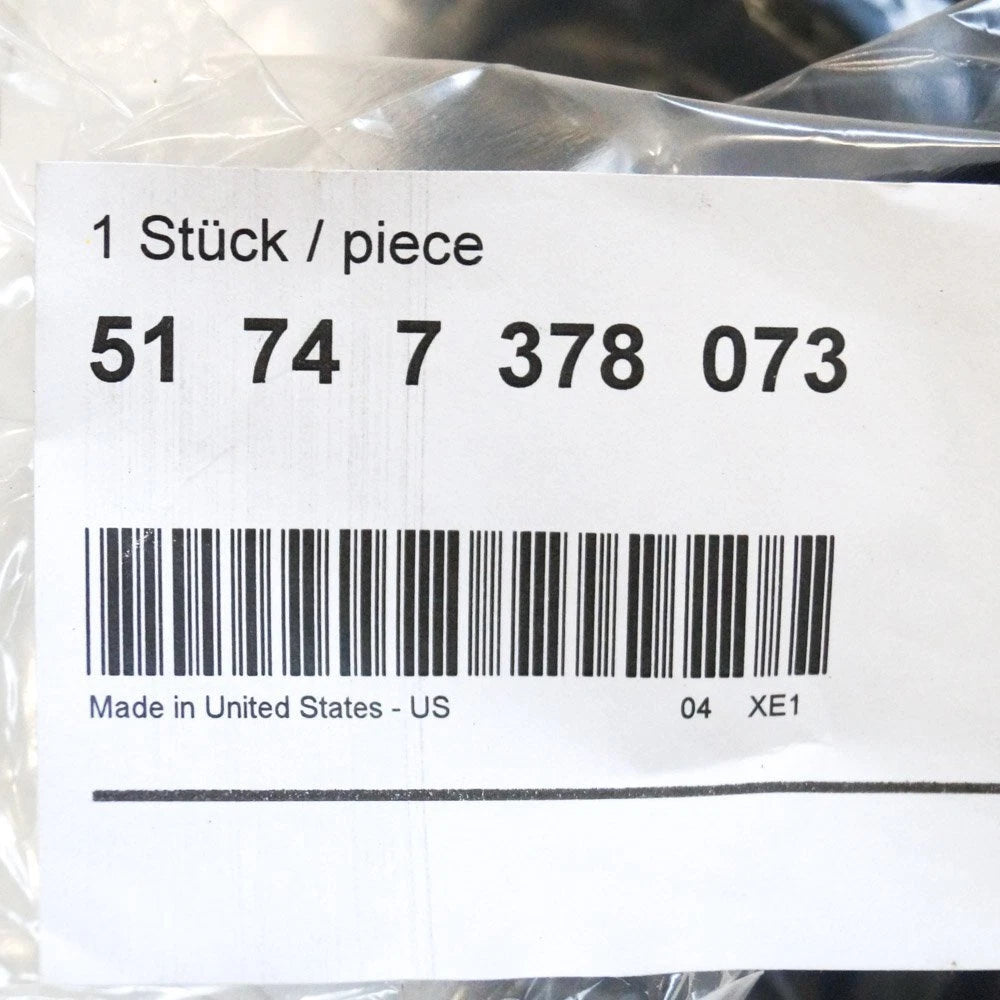 1 Stück / piece
51 74 7 378 073
Made in United States - US 04 XE1